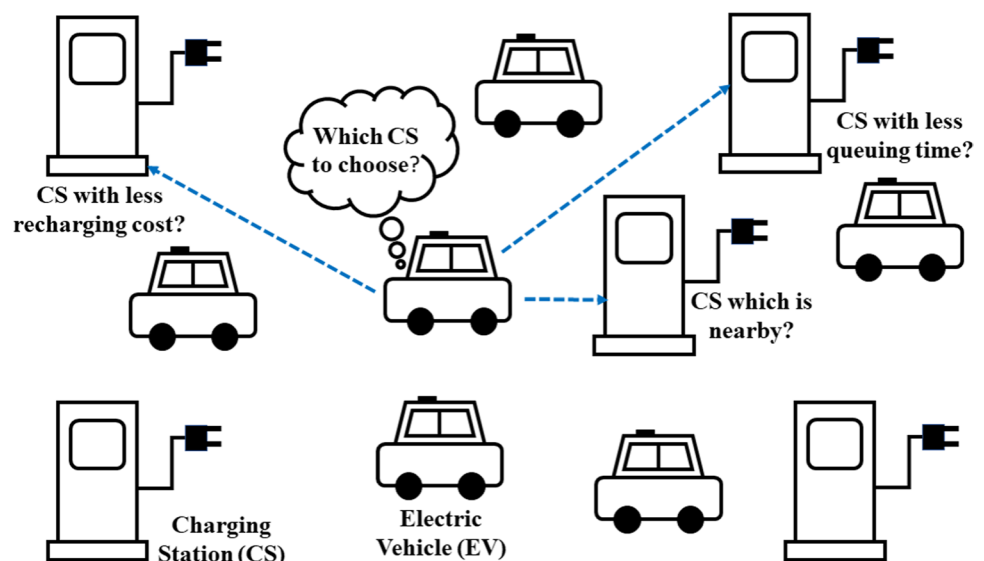 Which CS
to choose?
CS with less
queuing time?
CS with less
recharging cost?
CS which is
nearby?
Charging
Station (CS)
Electric
Vehicle (EV)